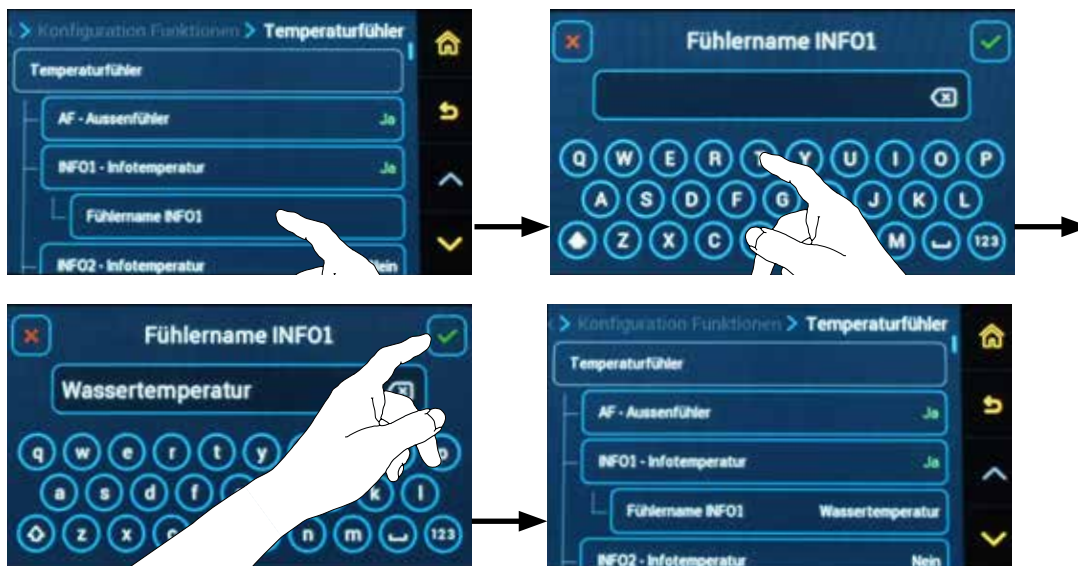 Konfiguration Funktionen > Temperaturfühler
Temperaturfühler
AF - Aussenfühler Ja
INFO1 - Infotemperatur Ja
Fühlername INFO1
INFO2 - Infotemperatur Nein
Fühlername INFO1
Q W E R T Y U I O P
A S D F G J K L
Z X C M 123
Fühlername INFO1
Wassertemperatur
q w e r t y o
a s d f k l
z x c n m 123
Konfiguration Funktionen > Temperaturfühler
Temperaturfühler
AF - Aussenfühler Ja
INFO1 - Infotemperatur Ja
Fühlername INFO1 Wassertemperatur
INFO2 - Infotemperatur Nein